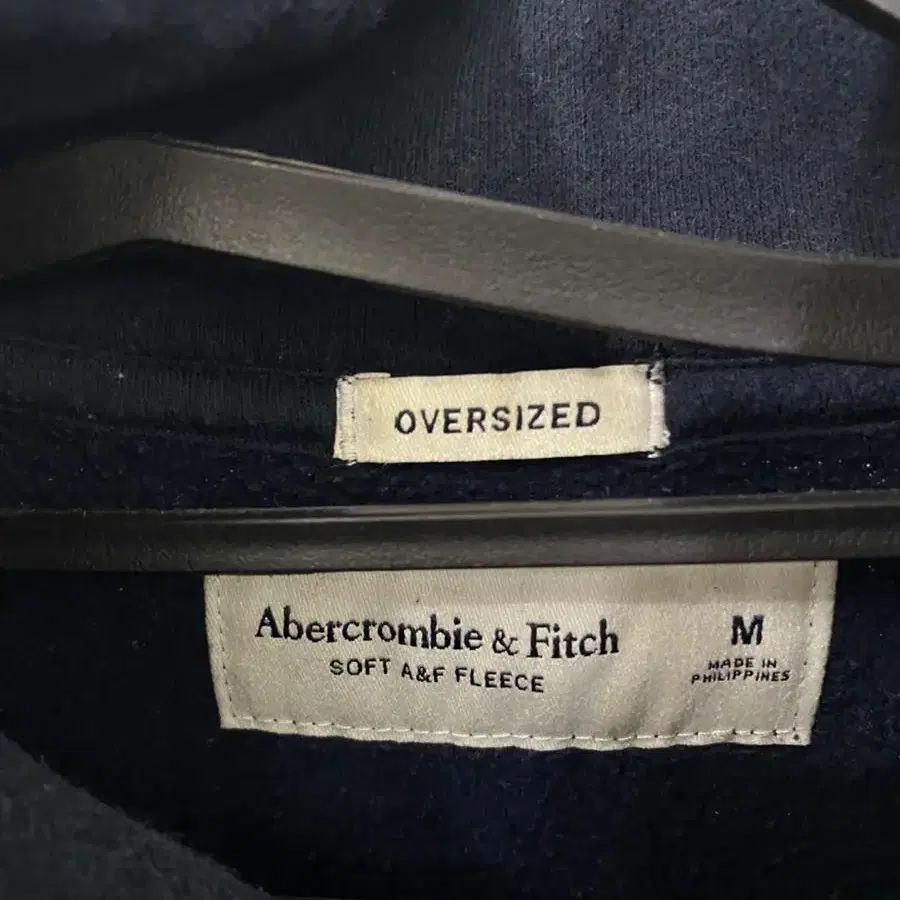 OVERSIZED
Abercrombie & Fitch
SOFT A&F FLEECE
M
MADE IN
PHILIPPINES